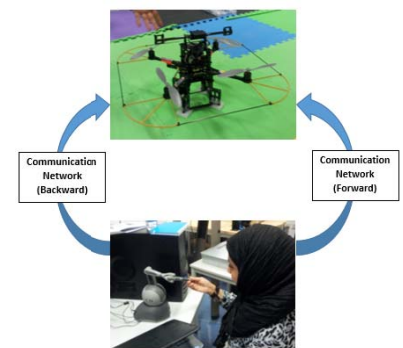 Communication
Network
(Backward)
Communication
Network
(Forward)